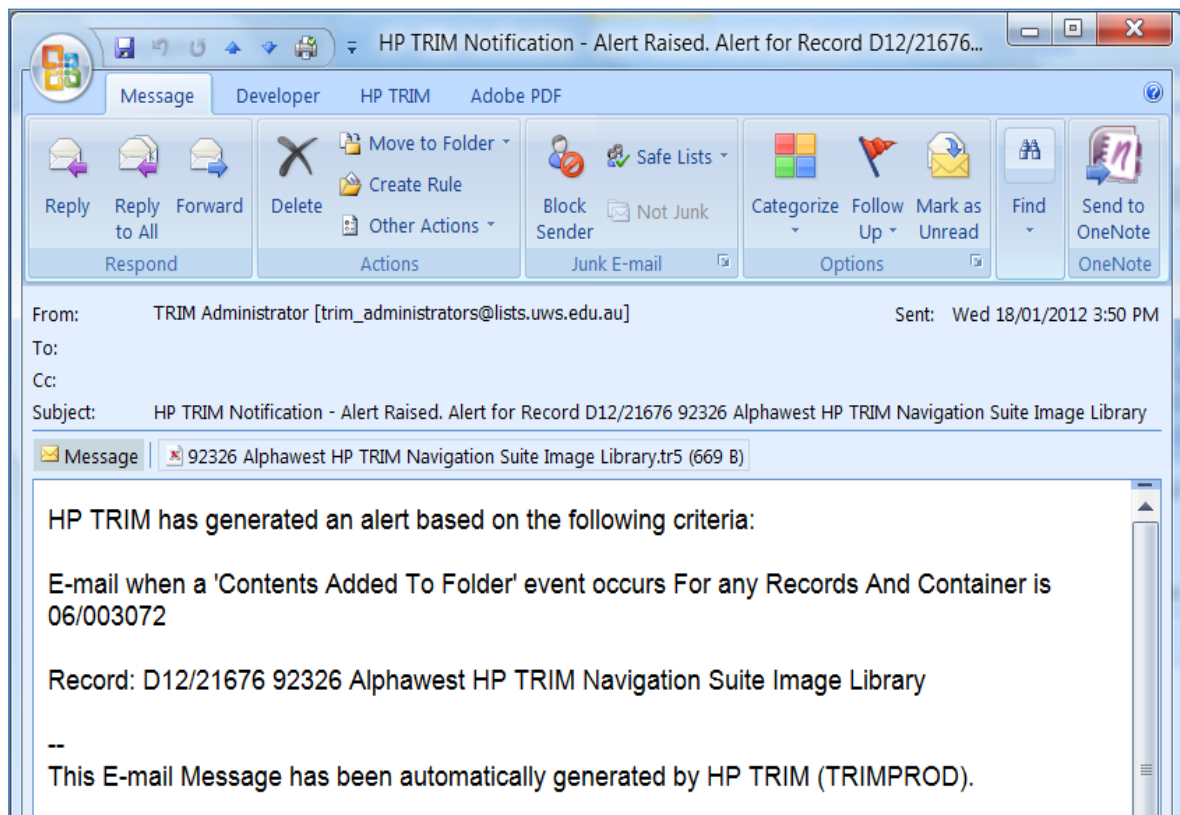 HP TRIM Notification - Alert Raised. Alert for Record D12/21676...
Message Developer HP TRIM Adobe PDF
Reply
Reply to All
Forward
Respond
Delete
Move to Folder
Create Rule
Other Actions
Actions
Block Sender
Safe Lists
Not Junk
Junk E-mail
Categorize
Follow Up
Mark as Unread
Options
Find
Send to OneNote
OneNote
From: TRIM Administrator [trim_administrators@lists.uws.edu.au] Sent: Wed 18/01/2012 3:50 PM
To:
Cc:
Subject: HP TRIM Notification - Alert Raised. Alert for Record D12/21676 92326 Alphawest HP TRIM Navigation Suite Image Library
Message 92326 Alphawest HP TRIM Navigation Suite Image Library.tr5 (669 B)
HP TRIM has generated an alert based on the following criteria:
E-mail when a 'Contents Added To Folder' event occurs For any Records And Container is
06/003072
Record: D12/21676 92326 Alphawest HP TRIM Navigation Suite Image Library
--
This E-mail Message has been automatically generated by HP TRIM (TRIMPROD).